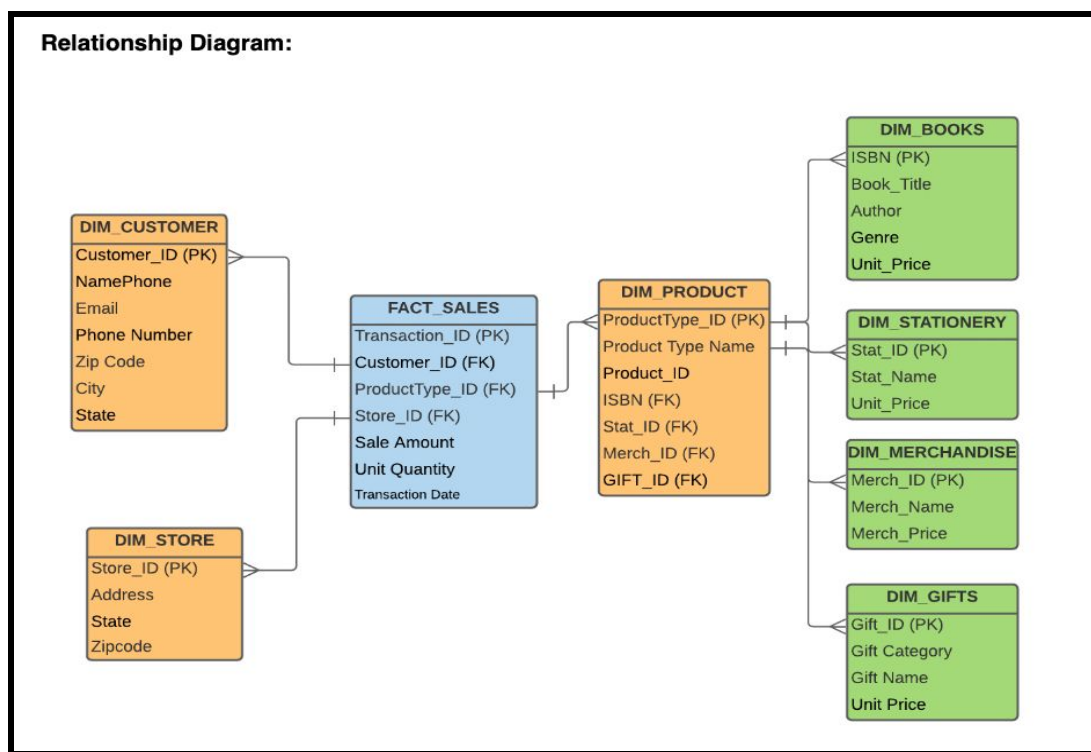 Relationship Diagram:
DIM_CUSTOMER
Customer_ID (PK)
NamePhone
Email
Phone Number
Zip Code
City
State
DIM_STORE
Store_ID (PK)
Address
State
Zipcode
FACT_SALES
Transaction_ID (PK)
Customer_ID (FK)
ProductType_ID (FK)
Store_ID (FK)
Sale Amount
Unit Quantity
Transaction Date
DIM_PRODUCT
ProductType_ID (PK)
Product Type Name
Product_ID
ISBN (FK)
Stat_ID (FK)
Merch_ID (FK)
GIFT_ID (FK)
DIM_BOOKS
ISBN (PK)
Book_Title
Author
Genre
Unit_Price
DIM_STATIONERY
Stat_ID (PK)
Stat_Name
Unit_Price
DIM_MERCHANDISE
Merch_ID (PK)
Merch_Name
Merch_Price
DIM_GIFTS
Gift_ID (PK)
Gift Category
Gift Name
Unit Price